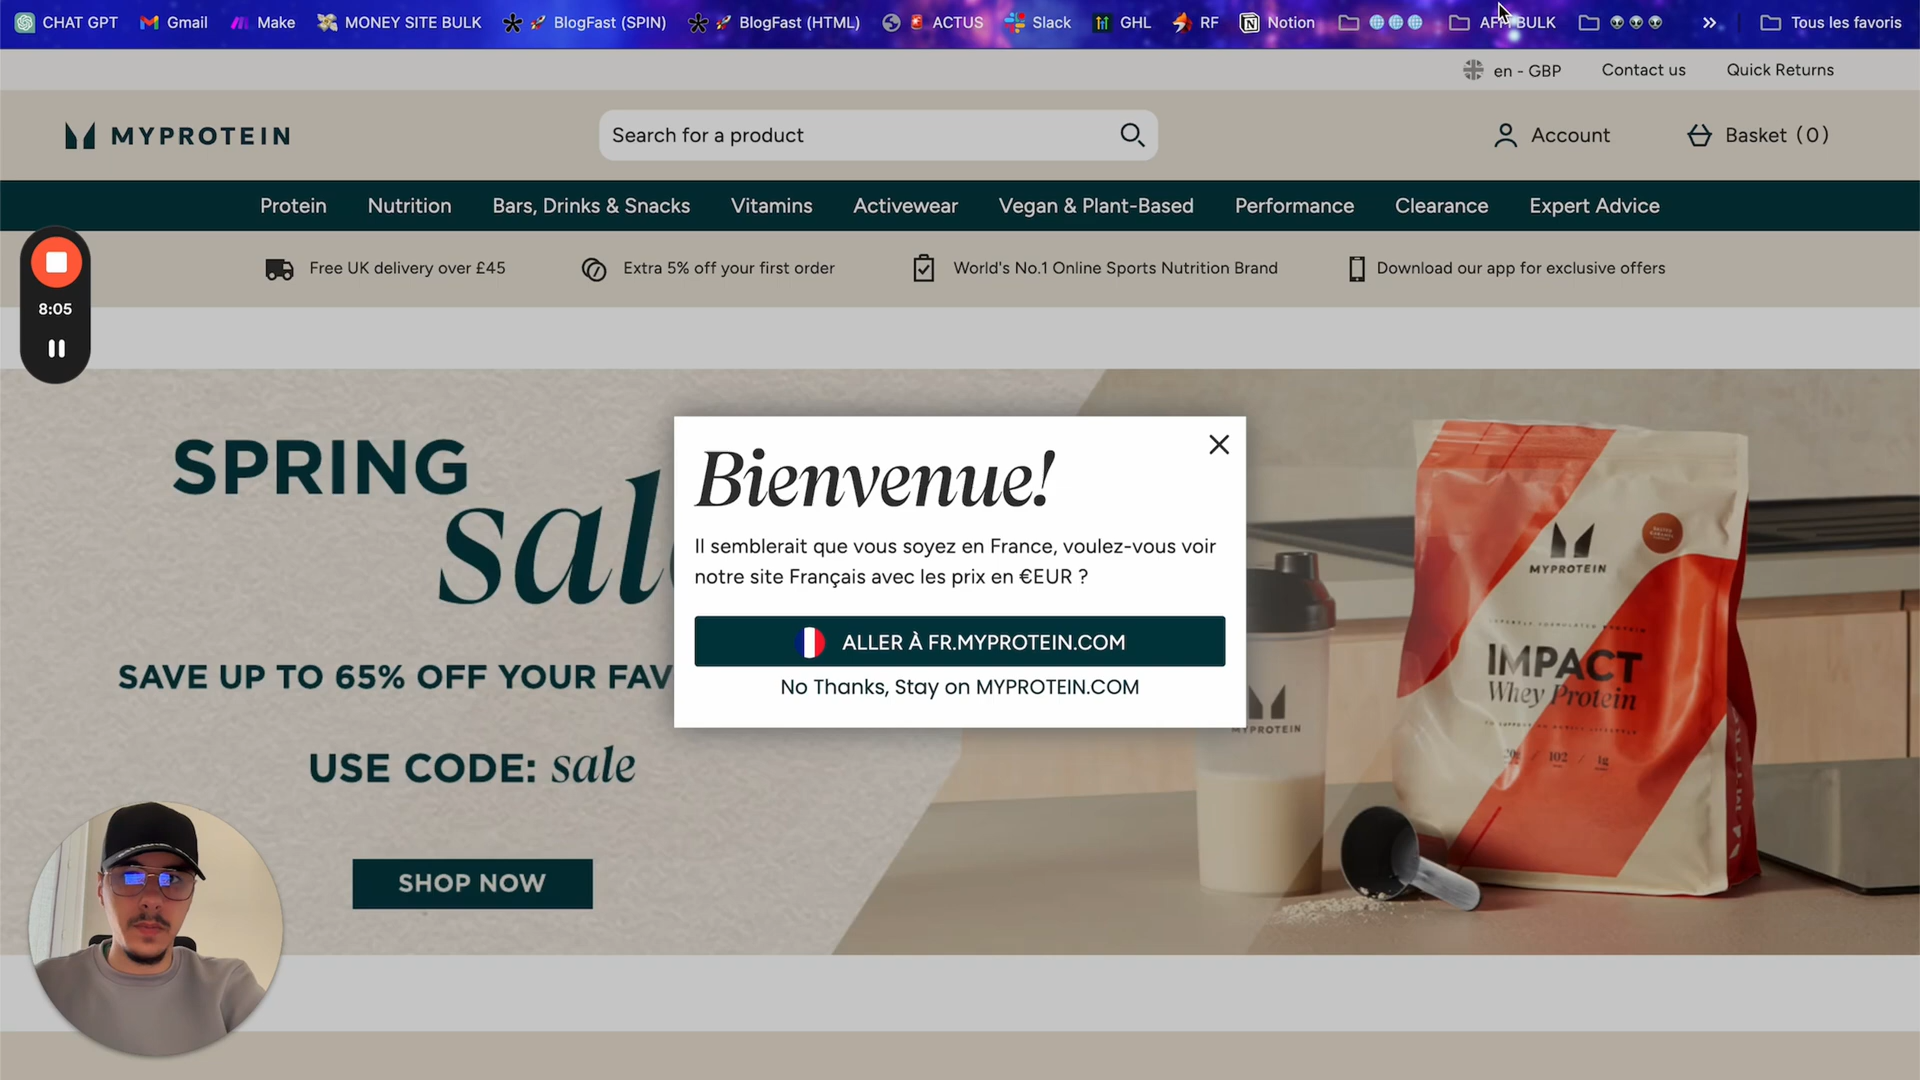 CHAT GPT
Gmail
Make
MONEY SITE BULK
BlogFast (SPIN)
BlogFast (HTML)
ACTUS
Slack
GHL
RF
Notion
BULK
Tous les favoris
en - GBP
Contact us
Quick Returns
MYPROTEIN
Search for a product
Account
Basket (0)
Protein
Nutrition
Bars, Drinks & Snacks
Vitamins
Activewear
Vegan & Plant-Based
Performance
Clearance
Expert Advice
8:05
Free UK delivery over £45
Extra 5% off your first order
World's No.1 Online Sports Nutrition Brand
Download our app for exclusive offers
SPRING
SAVE UP TO 65% OFF YOUR
USE CODE: sale
SHOP NOW
Bienvenue!
Il semblerait que vous soyez en France, voulez-vous voir
notre site Français avec les prix en €EUR ?
ALLER À FR.MYPROTEIN.COM
No Thanks, Stay on MYPROTEIN.COM
MYPROTEIN
MYPROTEIN
IMPACT
Whey Protein